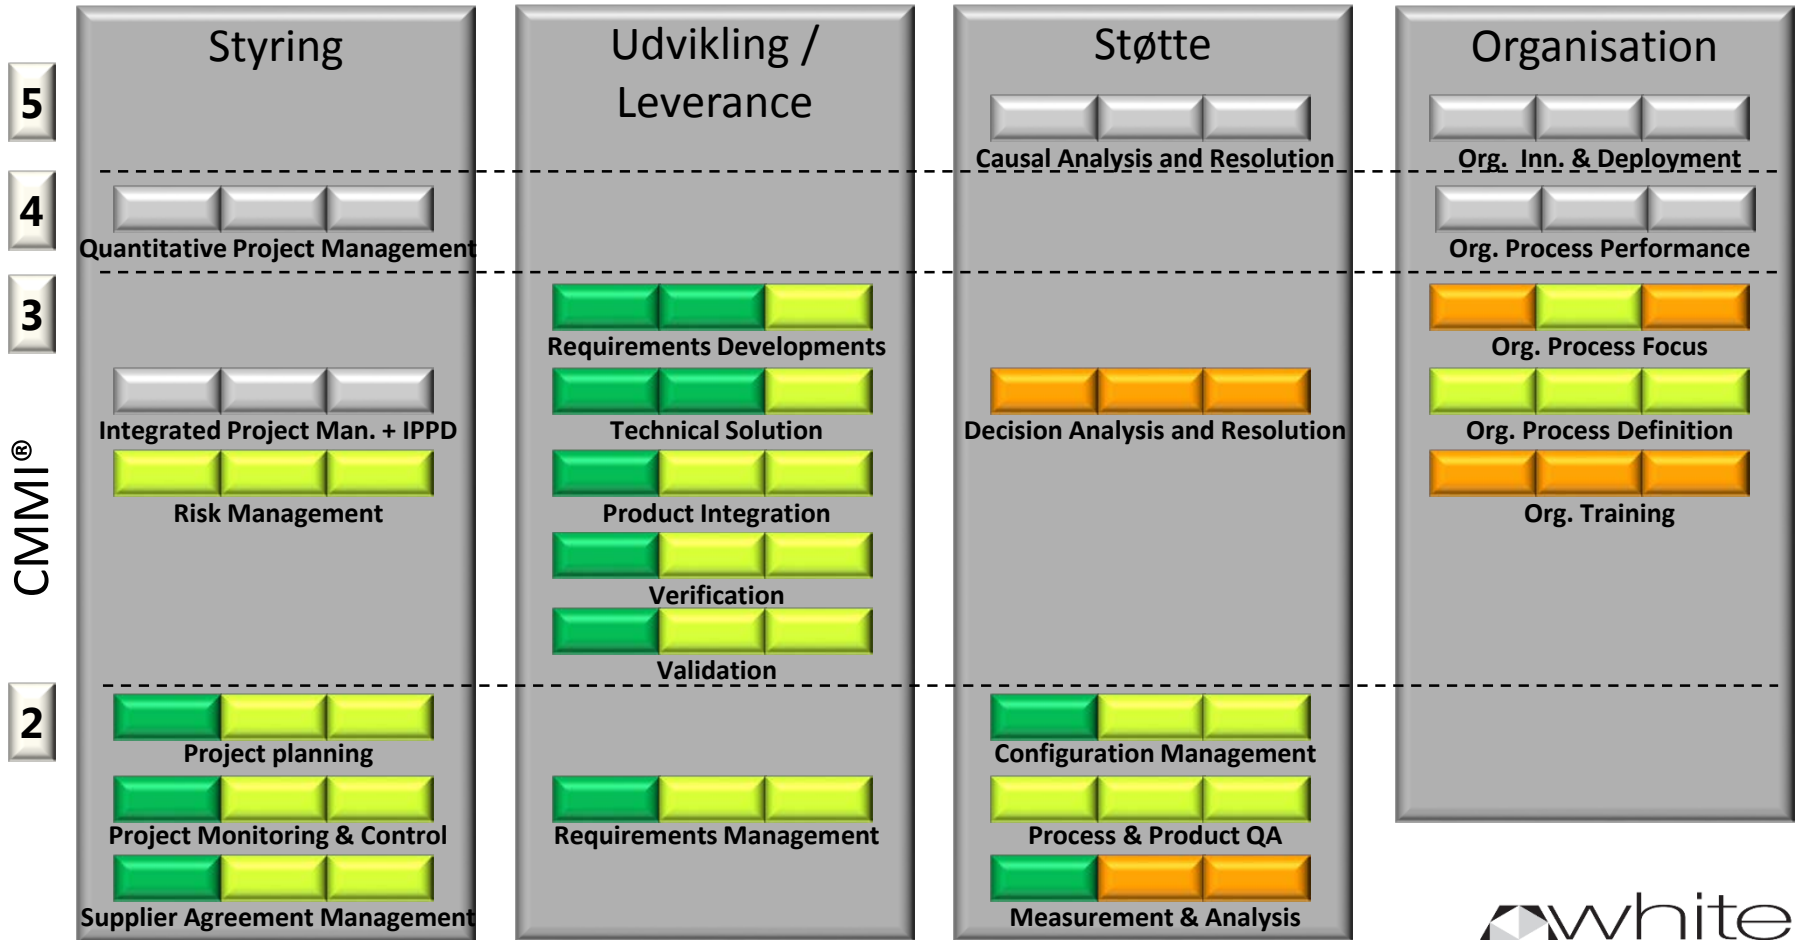 Styring
Udvikling /
Leverance
Støtte
Organisation
5
Causal Analysis and Resolution
Org. Inn. & Deployment
4
Quantitative Project Management
Org. Process Performance
3
Requirements Developments
Org. Process Focus
Integrated Project Man. + IPPD
Technical Solution
Decision Analysis and Resolution
Org. Process Definition
CMMI®
Risk Management
Product Integration
Org. Training
Verification
Validation
2
Project planning
Configuration Management
Project Monitoring & Control
Requirements Management
Process & Product QA
Supplier Agreement Management
Measurement & Analysis
white